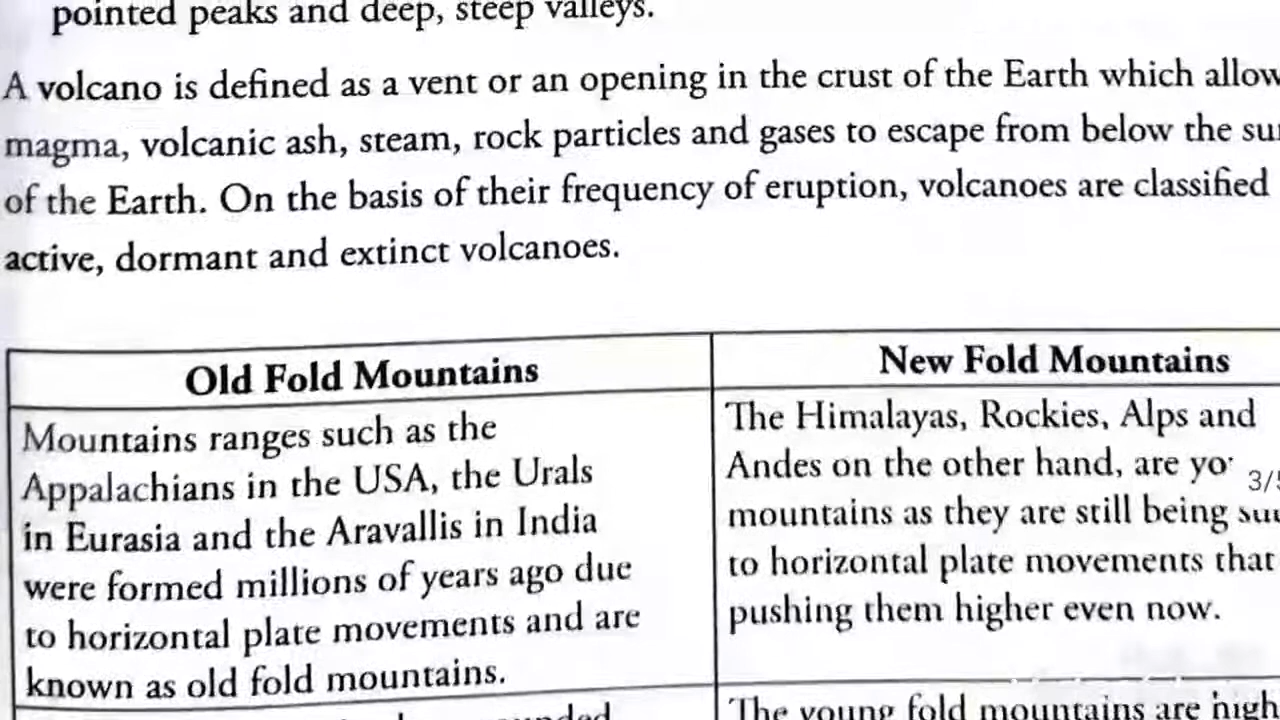 pointed peaks and deep, steep valleys.
A volcano is defined as a vent or an opening in the crust of the Earth which
magma, volcanic ash, steam, rock particles and gases to escape from below the
of the Earth. On the basis of their frequency of eruption, volcanoes are classified
active, dormant and extinct volcanoes.
Old Fold Mountains
Mountains ranges such as the
Appalachians in the USA, the Urals
in Eurasia and the Aravallis in India
were formed millions of years ago due
to horizontal plate movements and are
known as old fold mountains.
New Fold Mountains
The Himalayas, Rockies, Alps and
Andes on the other hand, are
mountains as they are still being
to horizontal plate movements that
pushing them higher even now.
The young fold mountains are high